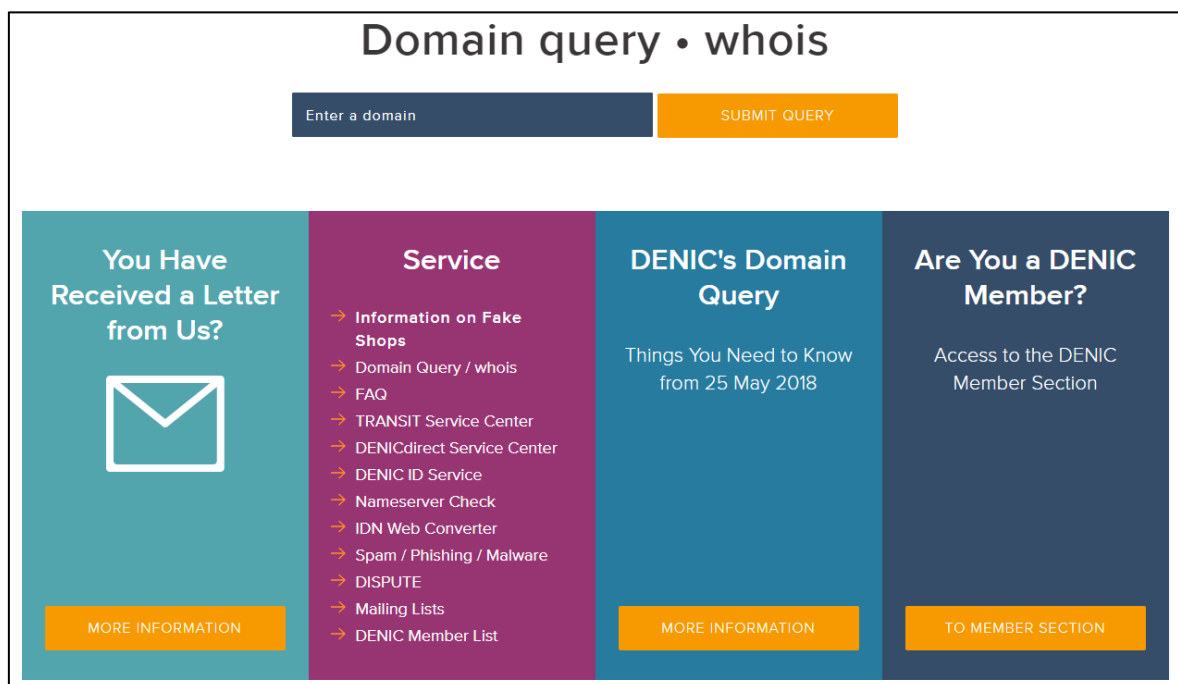 Domain query • whois
Enter a domain
SUBMIT QUERY
You Have
Received a Letter
from Us?
MORE INFORMATION
Service
→ Information on Fake
Shops
→ Domain Query / whois
→ FAQ
→ TRANSIT Service Center
→ DENICdirect Service Center
→ DENIC ID Service
→ Nameserver Check
→ IDN Web Converter
→ Spam / Phishing / Malware
→ DISPUTE
→ Mailing Lists
→ DENIC Member List
DENIC's Domain
Query
Things You Need to Know
from 25 May 2018
MORE INFORMATION
Are You a DENIC
Member?
Access to the DENIC
Member Section
TO MEMBER SECTION